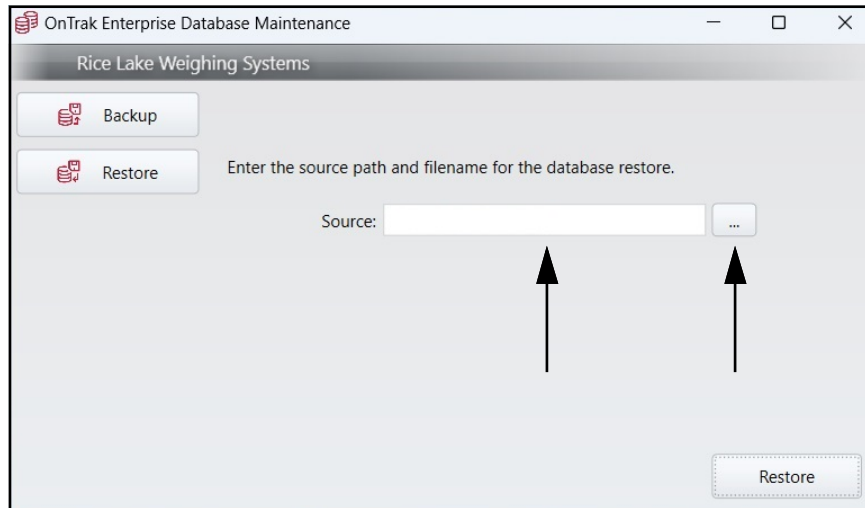 OnTrak Enterprise Database Maintenance
Rice Lake Weighing Systems
Backup
Restore
Enter the source path and filename for the database restore.
Source:
...
Restore